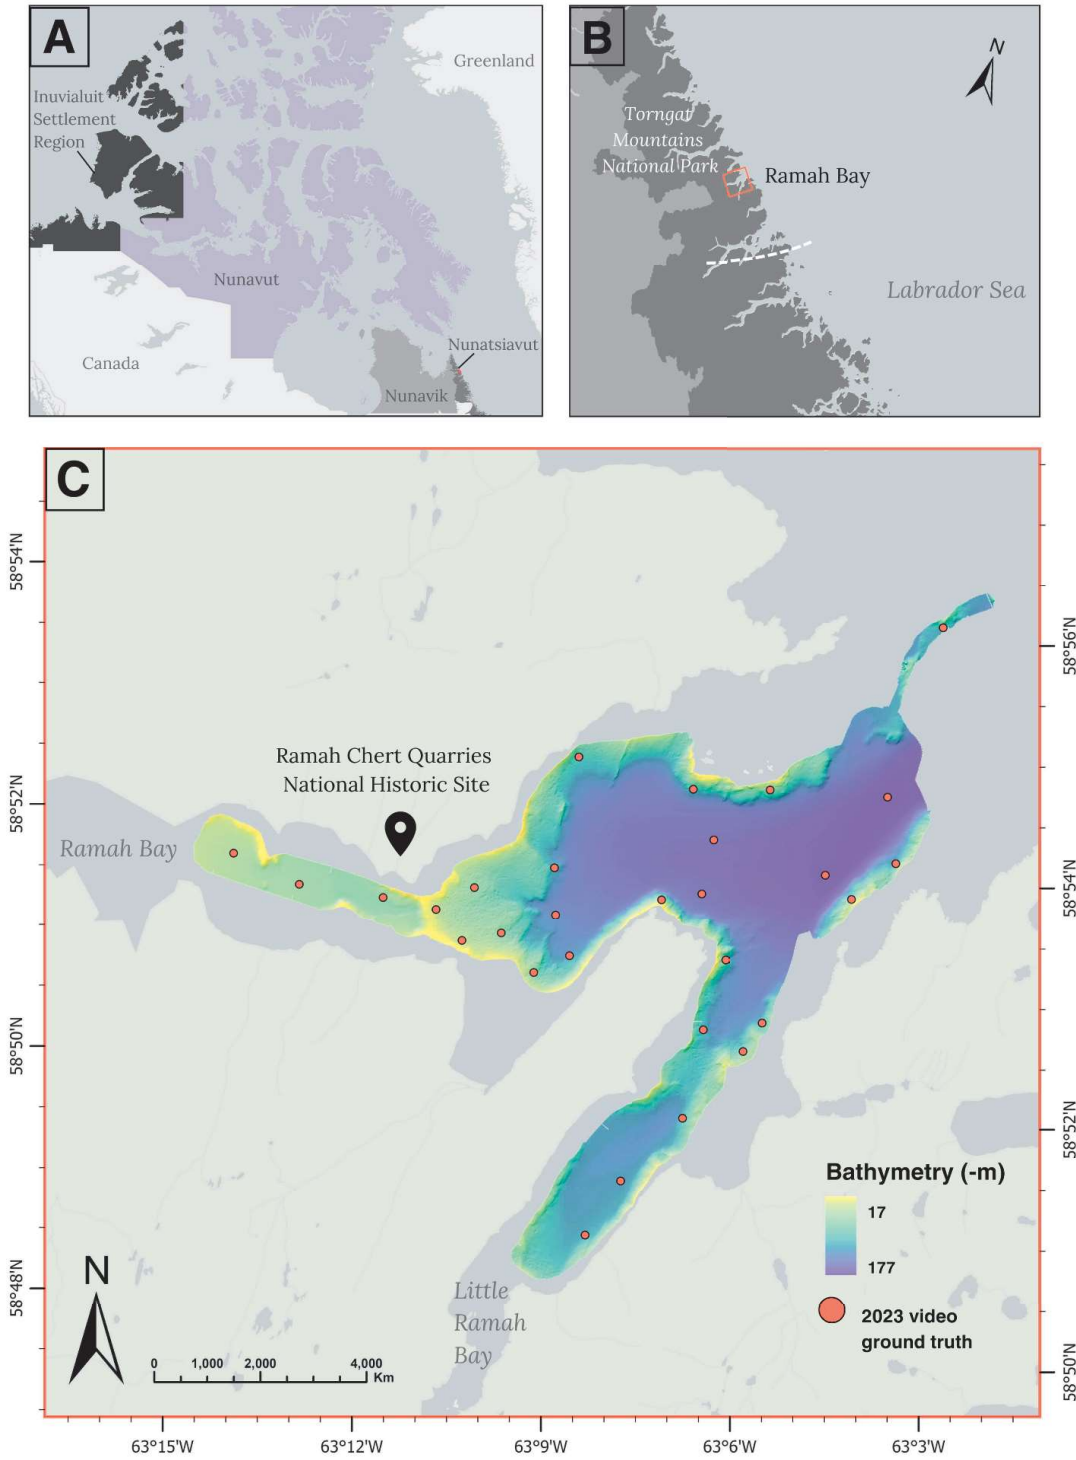 A
Greenland
Inuvialuit
Settlement
Region
Nunavut
Canada
Nunatsiavut
Nunavik
B
N
Torngat
Mountains
National Park
Ramah Bay
Labrador Sea
C
58°54'N
58°52'N
58°50'N
58°48'N
58°56'N
58°54'N
58°52'N
58°50'N
Ramah Chert Quarries
National Historic Site
Ramah Bay
Little
Ramah
Bay
Bathymetry (-m)
17
177
2023 video
ground truth
N
0 1,000 2,000 4,000
Km
63°15'W 63°12'W 63°9'W 63°6'W 63°3'W